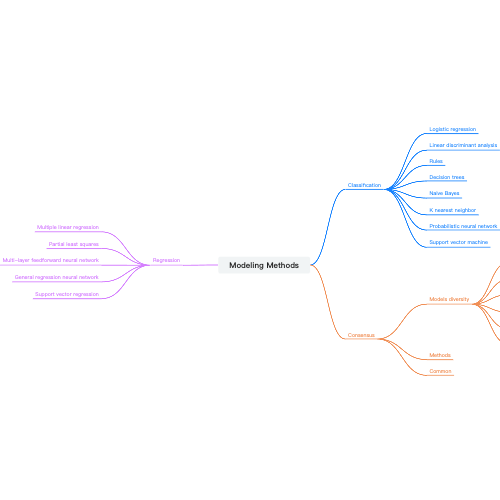 Modeling Methods
Regression
Multiple linear regression
Partial least squares
Multi-layer feedforward neural network
General regression neural network
Support vector regression
Classification
Logistic regression
Linear discriminant analysis
Rules
Decision trees
Naive Bayes
K nearest neighbor
Probabilistic neural network
Support vector machine
Consensus
Models diversity
Methods
Common